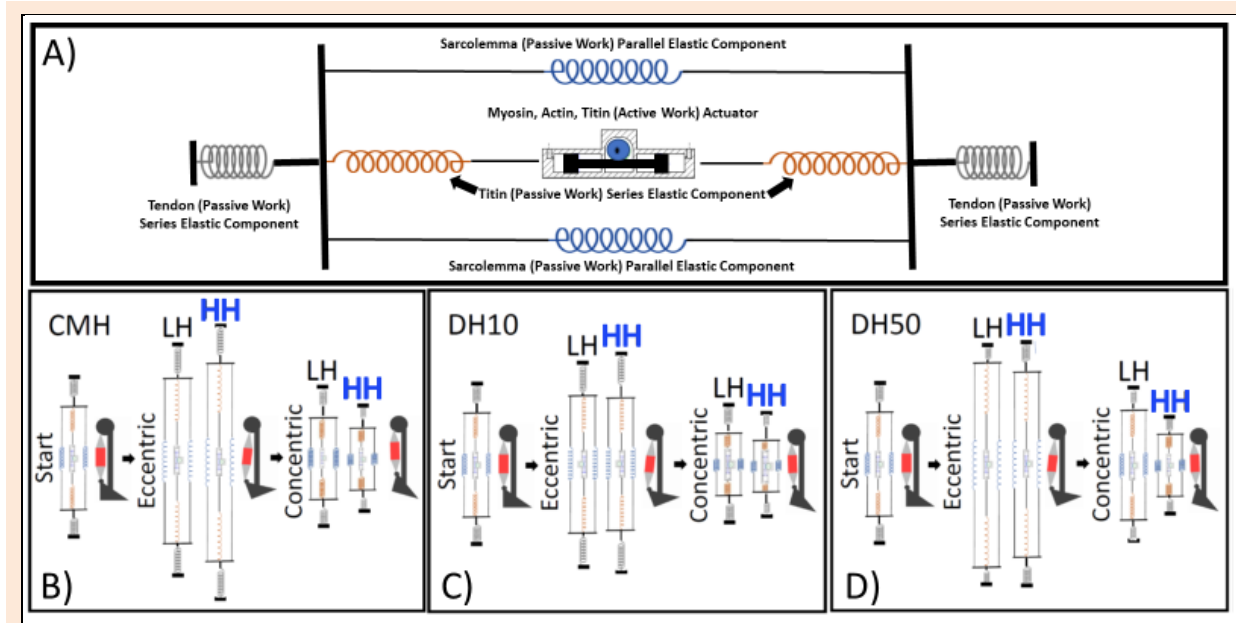 A)
Sarcolemma (Passive Work) Parallel Elastic Component
Myosin, Actin, Titin (Active Work) Actuator
Titin (Passive Work) Series Elastic Component
Tendon (Passive Work)
Series Elastic Component
Tendon (Passive Work)
Series Elastic Component
Sarcolemma (Passive Work) Parallel Elastic Component
CMH
Start
Eccentric
LH
HH
Concentric
LH
HH
B)
DH10
Start
Eccentric
LH
HH
Concentric
LH
HH
C)
DH50
Start
Eccentric
LH
HH
Concentric
LH
HH
D)